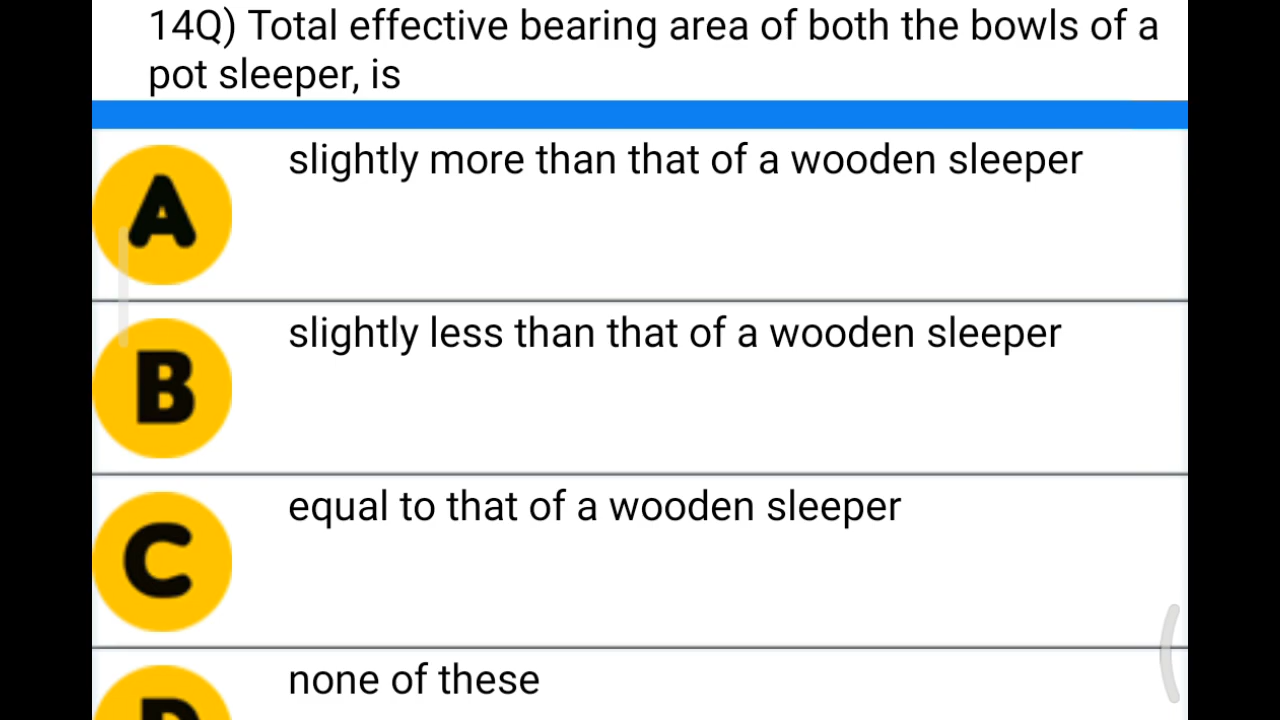 14Q) Total effective bearing area of both the bowls of a
pot sleeper, is
A
slightly more than that of a wooden sleeper
B
slightly less than that of a wooden sleeper
C
equal to that of a wooden sleeper
D
none of these